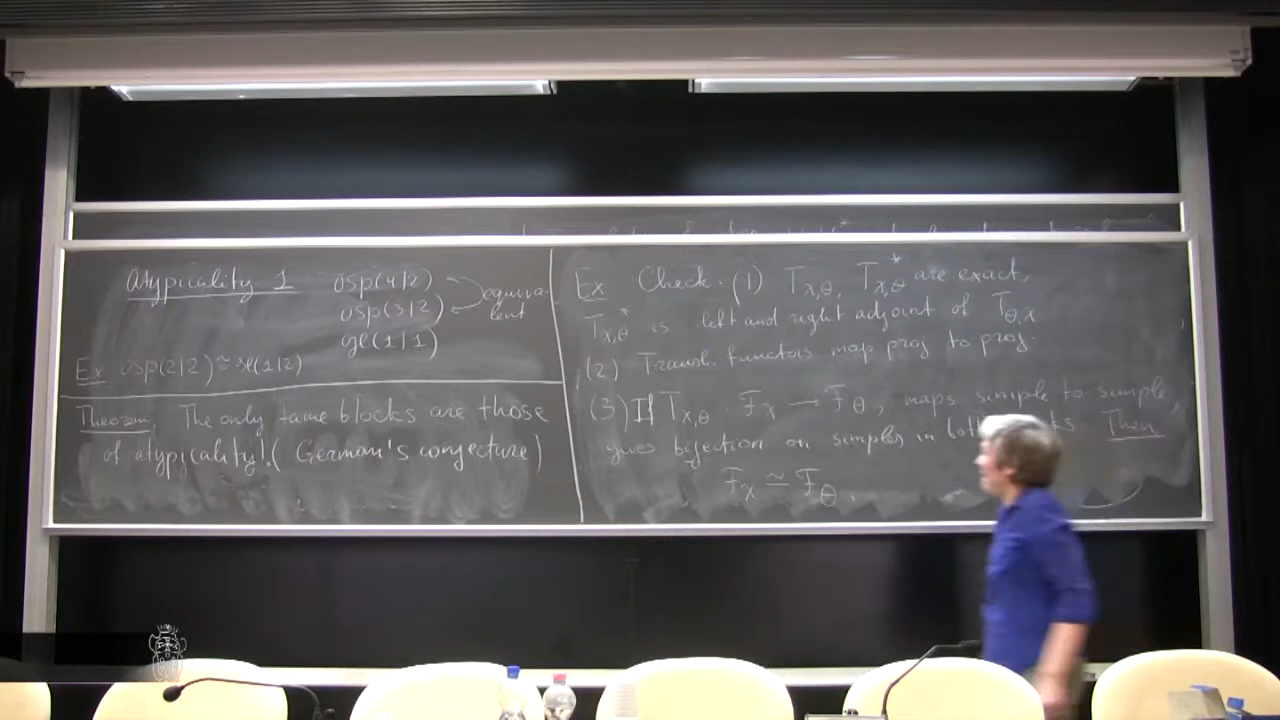 Atypicality 1 osp(4|2)
osp(3|2)
equivalent
gl(1|1)
Ex osp(2|2) ≃ sl(1|2)
Theorem. The only tame blocks are those
of atypicality 1. (Germoni's conjecture)
Ex Check. (1) T_{χ,θ}, T*_{χ,θ} are exact,
T*_{χ,θ} is left and right adjoint of T_{θ,χ}
(2) Transl. functors map proj to proj.
(3) If T_{χ,θ} : F_χ → F_θ, maps simple to simple,
gives bijection on simples in both Then
F_χ ≃ F_θ.